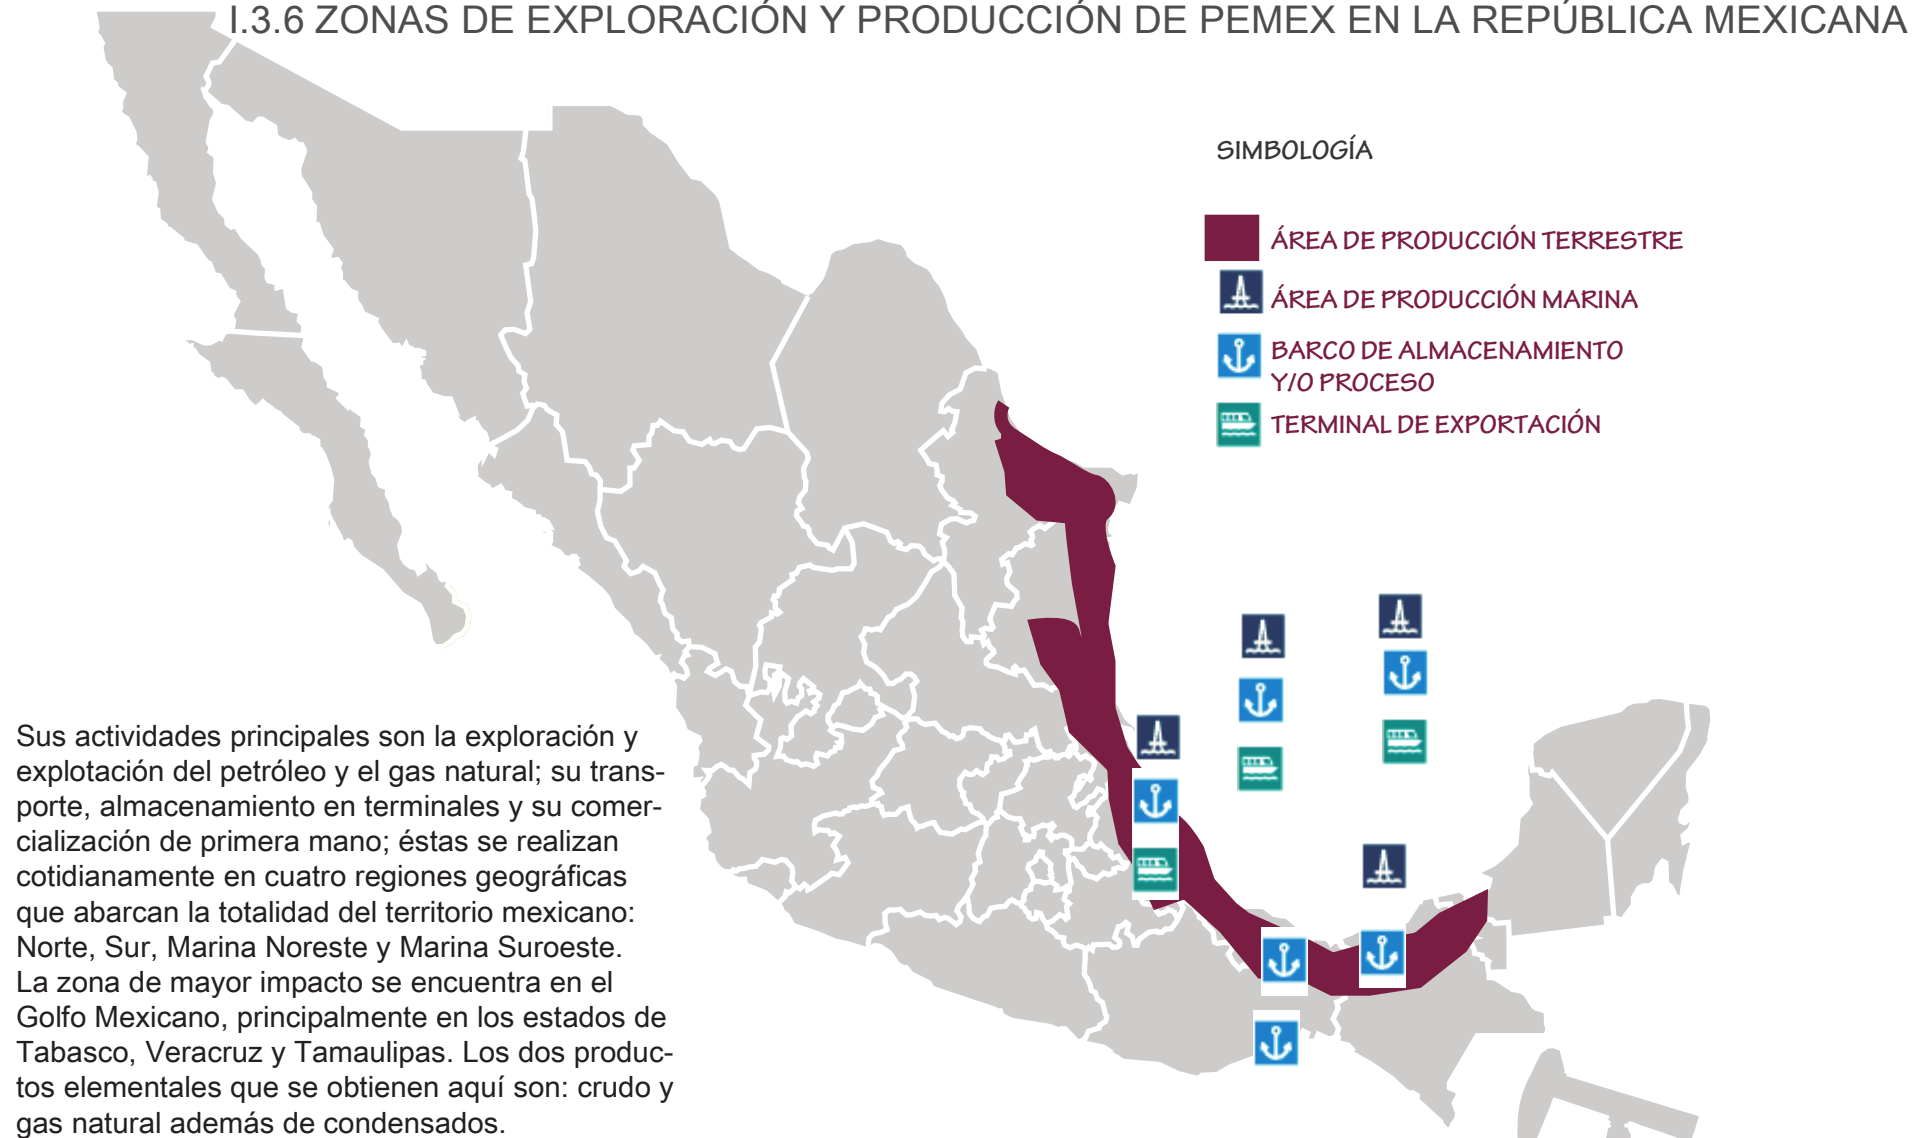 I.3.6 ZONAS DE EXPLORACIÓN Y PRODUCCIÓN DE PEMEX EN LA REPÚBLICA MEXICANA
SIMBOLOGÍA
ÁREA DE PRODUCCIÓN TERRESTRE
ÁREA DE PRODUCCIÓN MARINA
BARCO DE ALMACENAMIENTO
Y/O PROCESO
TERMINAL DE EXPORTACIÓN
Sus actividades principales son la exploración y
explotación del petróleo y el gas natural; su trans-
porte, almacenamiento en terminales y su comer-
cialización de primera mano; éstas se realizan
cotidianamente en cuatro regiones geográficas
que abarcan la totalidad del territorio mexicano:
Norte, Sur, Marina Noreste y Marina Suroeste.
La zona de mayor impacto se encuentra en el
Golfo Mexicano, principalmente en los estados de
Tabasco, Veracruz y Tamaulipas. Los dos produc-
tos elementales que se obtienen aquí son: crudo y
gas natural además de condensados.